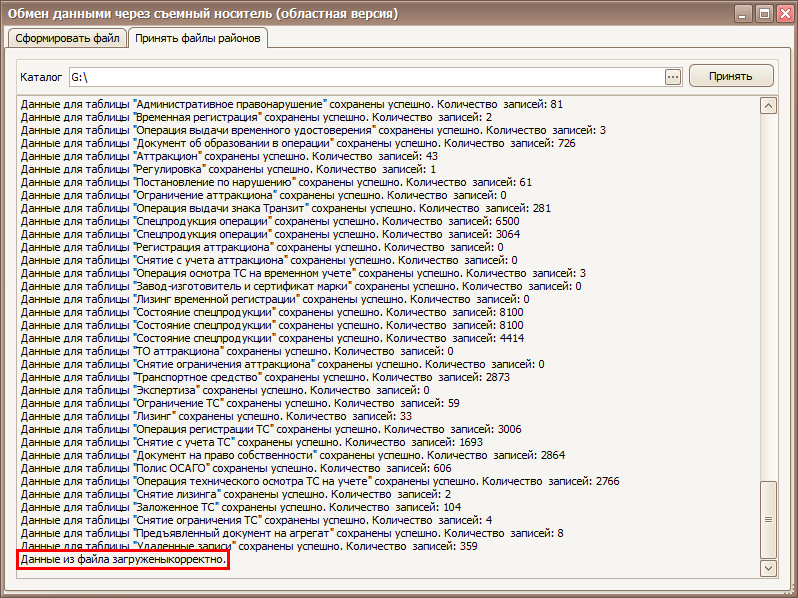 Обмен данными через съемный носитель (областная версия)
Сформировать файл Принять файлы районов
Каталог G:\ ... Принять
Данные для таблицы "Административное правонарушение" сохранены успешно. Количество записей: 81
Данные для таблицы "Временная регистрация" сохранены успешно. Количество записей: 2
Данные для таблицы "Операция выдачи временного удостоверения" сохранены успешно. Количество записей: 3
Данные для таблицы "Документ об образовании в операции" сохранены успешно. Количество записей: 726
Данные для таблицы "Аттракцион" сохранены успешно. Количество записей: 43
Данные для таблицы "Регулировка" сохранены успешно. Количество записей: 1
Данные для таблицы "Постановление по нарушению" сохранены успешно. Количество записей: 61
Данные для таблицы "Ограничение аттракциона" сохранены успешно. Количество записей: 0
Данные для таблицы "Операция выдачи знака Транзит" сохранены успешно. Количество записей: 281
Данные для таблицы "Спецпродукция операции" сохранены успешно. Количество записей: 6500
Данные для таблицы "Спецпродукция операции" сохранены успешно. Количество записей: 3064
Данные для таблицы "Регистрация аттракциона" сохранены успешно. Количество записей: 0
Данные для таблицы "Снятие с учета аттракциона" сохранены успешно. Количество записей: 0
Данные для таблицы "Операция осмотра ТС на временном учете" сохранены успешно. Количество записей: 3
Данные для таблицы "Завод-изготовитель и сертификат марки" сохранены успешно. Количество записей: 0
Данные для таблицы "Лизинг временной регистрации" сохранены успешно. Количество записей: 0
Данные для таблицы "Состояние спецпродукции" сохранены успешно. Количество записей: 8100
Данные для таблицы "Состояние спецпродукции" сохранены успешно. Количество записей: 8100
Данные для таблицы "Состояние спецпродукции" сохранены успешно. Количество записей: 4414
Данные для таблицы "ТО аттракциона" сохранены успешно. Количество записей: 0
Данные для таблицы "Снятие ограничения аттракциона" сохранены успешно. Количество записей: 0
Данные для таблицы "Транспортное средство" сохранены успешно. Количество записей: 2873
Данные для таблицы "Экспертиза" сохранены успешно. Количество записей: 0
Данные для таблицы "Ограничение ТС" сохранены успешно. Количество записей: 59
Данные для таблицы "Лизинг" сохранены успешно. Количество записей: 33
Данные для таблицы "Операция регистрации ТС" сохранены успешно. Количество записей: 3006
Данные для таблицы "Снятие с учета ТС" сохранены успешно. Количество записей: 1693
Данные для таблицы "Документ на право собственности" сохранены успешно. Количество записей: 2864
Данные для таблицы "Полис ОСАГО" сохранены успешно. Количество записей: 606
Данные для таблицы "Операция технического осмотра ТС на учете" сохранены успешно. Количество записей: 2766
Данные для таблицы "Снятие лизинга" сохранены успешно. Количество записей: 2
Данные для таблицы "Заложенное ТС" сохранены успешно. Количество записей: 104
Данные для таблицы "Снятие ограничения ТС" сохранены успешно. Количество записей: 4
Данные для таблицы "Предъявленный документ на агрегат" сохранены успешно. Количество записей: 8
Данные для таблицы "Удаленные записи" сохранены успешно. Количество записей: 359
Данные из файла загруженыкорректно.